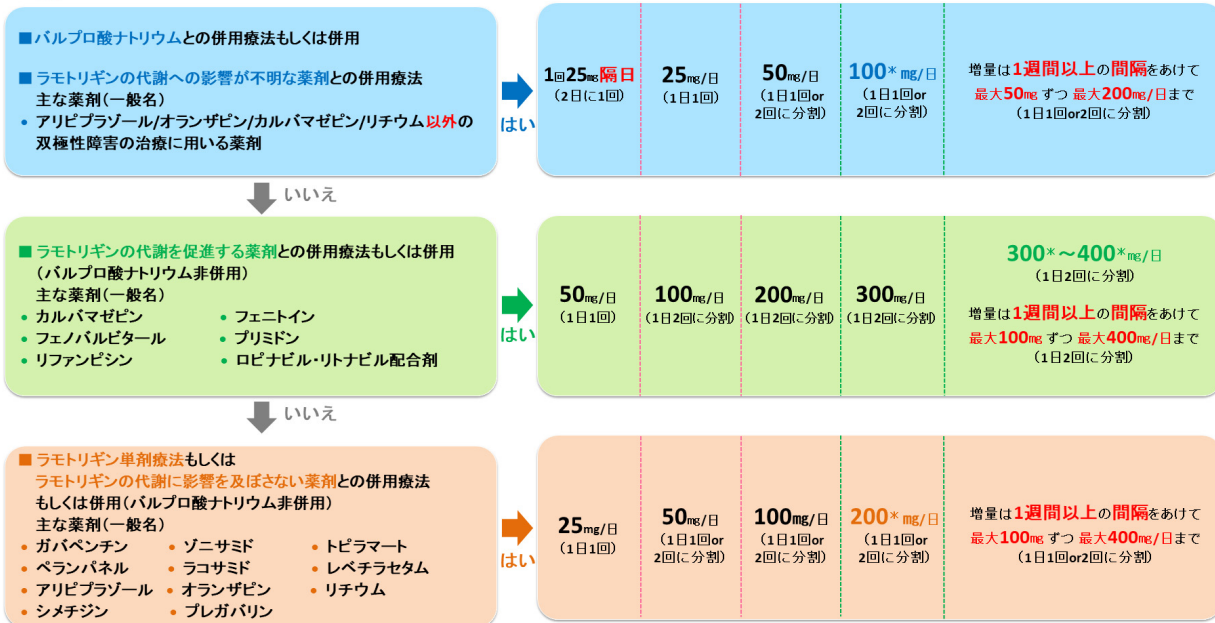 ■バルプロ酸ナトリウムとの併用療法もしくは併用
■ラモトリギンの代謝への影響が不明な薬剤との併用療法
主な薬剤(一般名)
• アリピプラゾール/オランザピン/カルバマゼピン/リチウム以外の
双極性障害の治療に用いる薬剤
はい
1回25mg隔日
(2日に1回)
25mg/日
(1日1回)
50mg/日
(1日1回or
2回に分割)
100*mg/日
(1日1回or
2回に分割)
増量は1週間以上の間隔をあけて
最大50mgずつ 最大200mg/日まで
(1日1回or2回に分割)
いいえ
■ラモトリギンの代謝を促進する薬剤との併用療法もしくは併用
(バルプロ酸ナトリウム非併用)
主な薬剤(一般名)
• カルバマゼピン • フェニトイン
• フェノバルビタール • プリミドン
• リファンピシン • ロピナビル・リトナビル配合剤
はい
50mg/日
(1日1回)
100mg/日
(1日2回に分割)
200mg/日
(1日2回に分割)
300mg/日
(1日2回に分割)
300*~400*mg/日
(1日2回に分割)
増量は1週間以上の間隔をあけて
最大100mgずつ 最大400mg/日まで
(1日2回に分割)
いいえ
■ラモトリギン単剤療法もしくは
ラモトリギンの代謝に影響を及ぼさない薬剤との併用療法
もしくは併用(バルプロ酸ナトリウム非併用)
主な薬剤(一般名)
• ガバペンチン • ゾニサミド • トピラマート
• ペランパネル • ラコサミド • レベチラセタム
• アリピプラゾール • オランザピン • リチウム
• シメチジン • プレガバリン
はい
25mg/日
(1日1回)
50mg/日
(1日1回or
2回に分割)
100mg/日
(1日1回or
2回に分割)
200*mg/日
(1日1回or
2回に分割)
増量は1週間以上の間隔をあけて
最大100mgずつ 最大400mg/日まで
(1日1回or2回に分割)